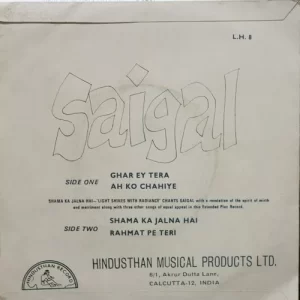 L.H. 8
Saigal
SIDE ONE
GHAR EY TERA
AH KO CHAHIYE
SHAMA KA JALNA HAI—'LIGHT SHINES WITH RADIANCE' CHANTS SAIGAL with a revelation of the spirit of mirth
and merriment along with three other songs of equal appeal in this Extended Play Record.
SIDE TWO
SHAMA KA JALNA HAI
RAHMAT PE TERI
HINDUSTHAN RECORD
HINDUSTHAN MUSICAL PRODUCTS LTD.
6/1, Akrur Dutta Lane,
CALCUTTA-12, INDIA